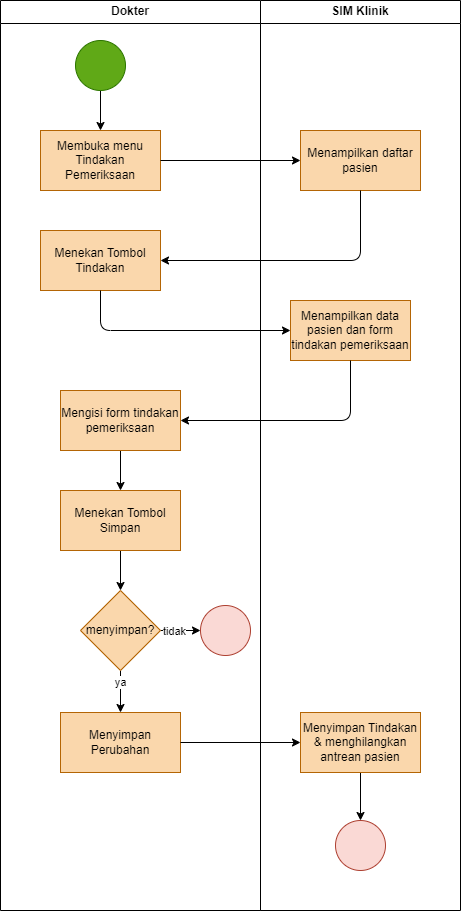 Dokter
SIM Klinik
Membuka menu
Tindakan
Pemeriksaan
Menampilkan daftar
pasien
Menekan Tombol
Tindakan
Menampilkan data
pasien dan form
tindakan pemeriksaan
Mengisi form tindakan
pemeriksaan
Menekan Tombol
Simpan
menyimpan?
tidak
ya
Menyimpan
Perubahan
Menyimpan Tindakan
& menghilangkan
antrean pasien